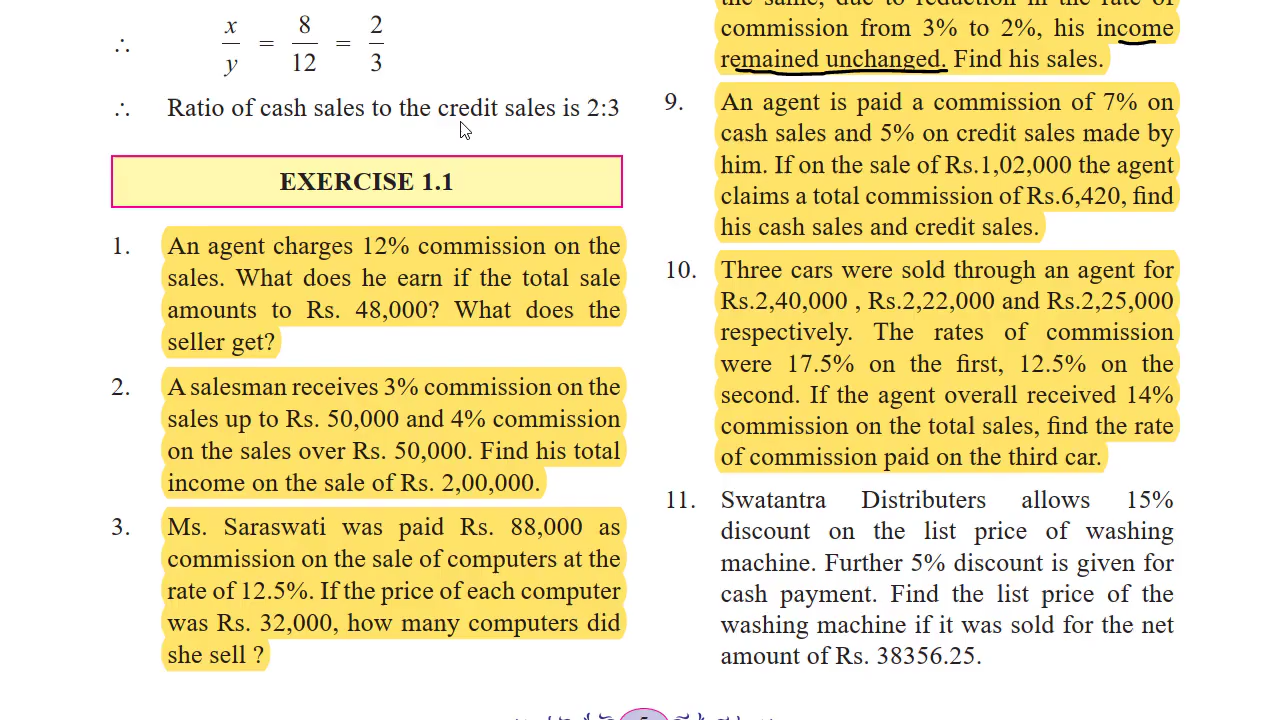 ∴ x/y = 8/12 = 2/3
∴ Ratio of cash sales to the credit sales is 2:3
EXERCISE 1.1
1. An agent charges 12% commission on the
sales. What does he earn if the total sale
amounts to Rs. 48,000? What does the
seller get?
2. A salesman receives 3% commission on the
sales up to Rs. 50,000 and 4% commission
on the sales over Rs. 50,000. Find his total
income on the sale of Rs. 2,00,000.
3. Ms. Saraswati was paid Rs. 88,000 as
commission on the sale of computers at the
rate of 12.5%. If the price of each computer
was Rs. 32,000, how many computers did
she sell ?
the same, due to reduction in the rate of
commission from 3% to 2%, his income
remained unchanged. Find his sales.
9. An agent is paid a commission of 7% on
cash sales and 5% on credit sales made by
him. If on the sale of Rs.1,02,000 the agent
claims a total commission of Rs.6,420, find
his cash sales and credit sales.
10. Three cars were sold through an agent for
Rs.2,40,000 , Rs.2,22,000 and Rs.2,25,000
respectively. The rates of commission
were 17.5% on the first, 12.5% on the
second. If the agent overall received 14%
commission on the total sales, find the rate
of commission paid on the third car.
11. Swatantra Distributers allows 15%
discount on the list price of washing
machine. Further 5% discount is given for
cash payment. Find the list price of the
washing machine if it was sold for the net
amount of Rs. 38356.25.